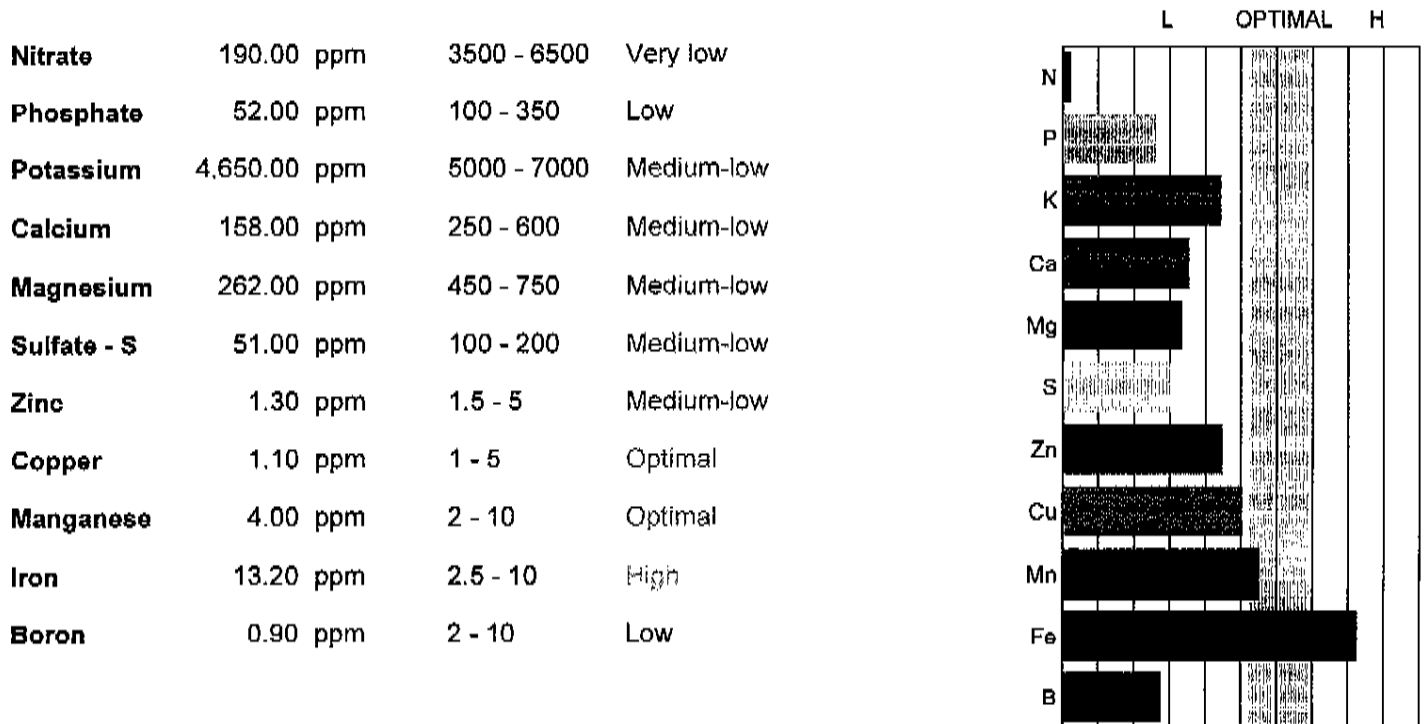 L OPTIMAL H
Nitrate 190.00 ppm 3500 - 6500 Very low
Phosphate 52.00 ppm 100 - 350 Low
Potassium 4,650.00 ppm 5000 - 7000 Medium-low
Calcium 158.00 ppm 250 - 600 Medium-low
Magnesium 262.00 ppm 450 - 750 Medium-low
Sulfate - S 51.00 ppm 100 - 200 Medium-low
Zinc 1.30 ppm 1.5 - 5 Medium-low
Copper 1.10 ppm 1 - 5 Optimal
Manganese 4.00 ppm 2 - 10 Optimal
Iron 13.20 ppm 2.5 - 10 High
Boron 0.90 ppm 2 - 10 Low
N
P
K
Ca
Mg
S
Zn
Cu
Mn
Fe
B